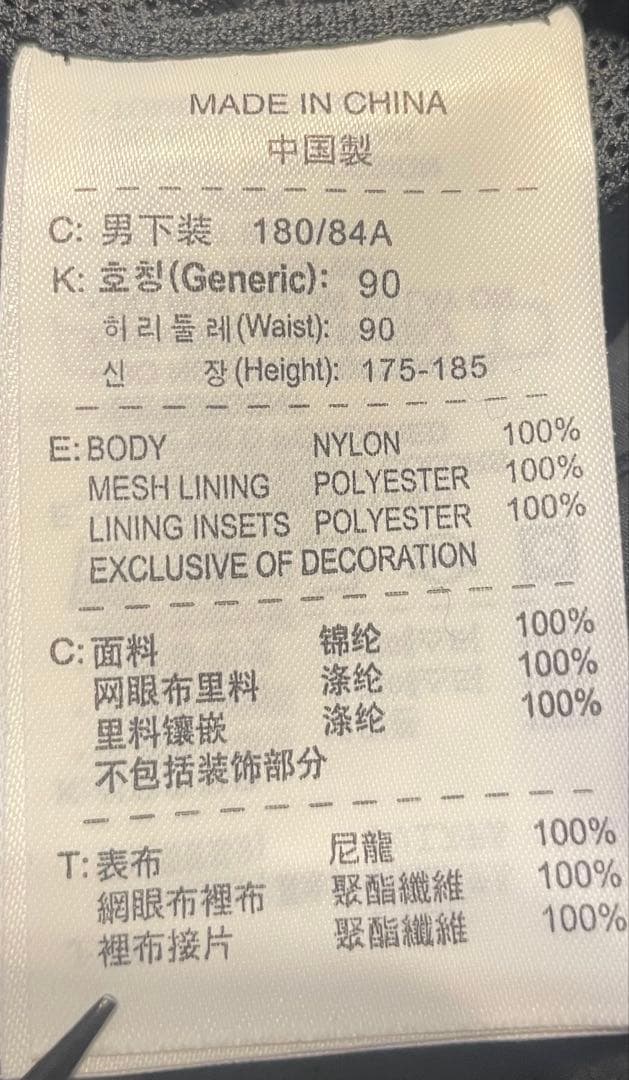 MADE IN CHINA
中国製
C: 男下装 180/84A
K: 호칭(Generic): 90
허리둘레(Waist): 90
신 장(Height): 175-185
E: BODY NYLON 100%
MESH LINING POLYESTER 100%
LINING INSETS POLYESTER 100%
EXCLUSIVE OF DECORATION
C: 面料 锦纶 100%
网眼布里料 涤纶 100%
里料镶嵌 涤纶 100%
不包括装饰部分
T: 表布 尼龍 100%
網眼布裡布 聚酯纖維 100%
裡布接片 聚酯纖維 100%